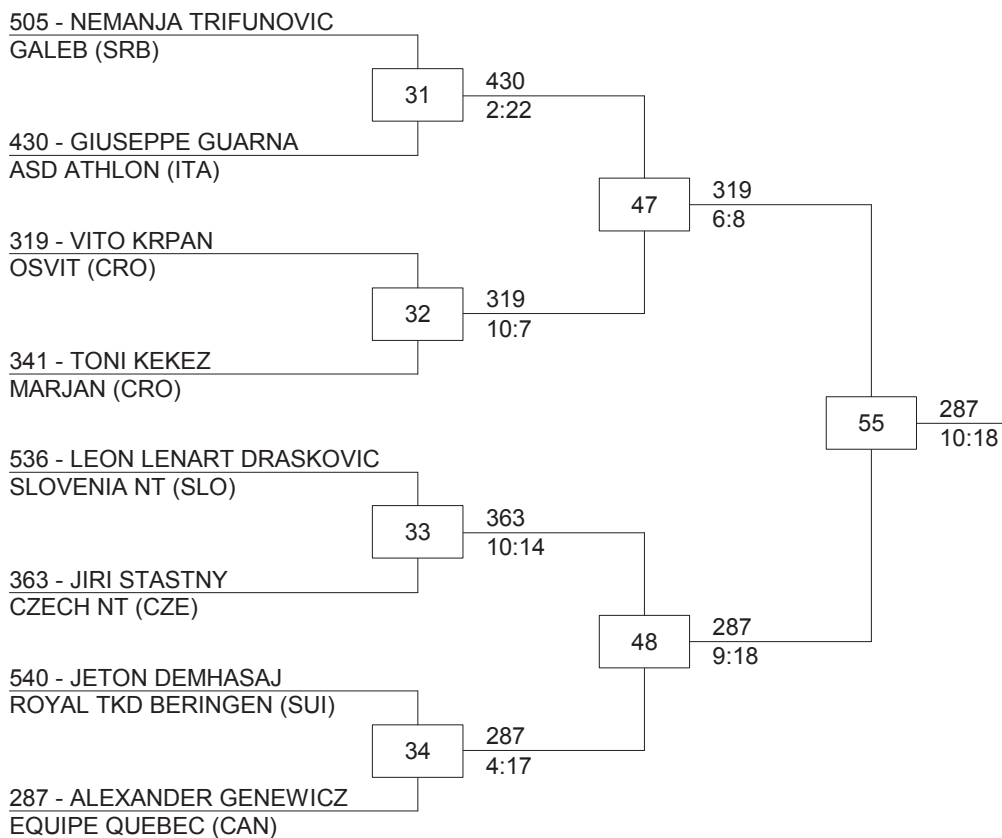 505 - NEMANJA TRIFUNOVIC
GALEB (SRB)
31
430
2:22
430 - GIUSEPPE GUARNA
ASD ATHLON (ITA)
47
319
6:8
319 - VITO KRPAN
OSVIT (CRO)
32
319
10:7
341 - TONI KEKEZ
MARJAN (CRO)
55
287
10:18
536 - LEON LENART DRASKOVIC
SLOVENIA NT (SLO)
33
363
10:14
363 - JIRI STASTNY
CZECH NT (CZE)
48
287
9:18
540 - JETON DEMHASAJ
ROYAL TKD BERINGEN (SUI)
34
287
4:17
287 - ALEXANDER GENEWICZ
EQUIPE QUEBEC (CAN)